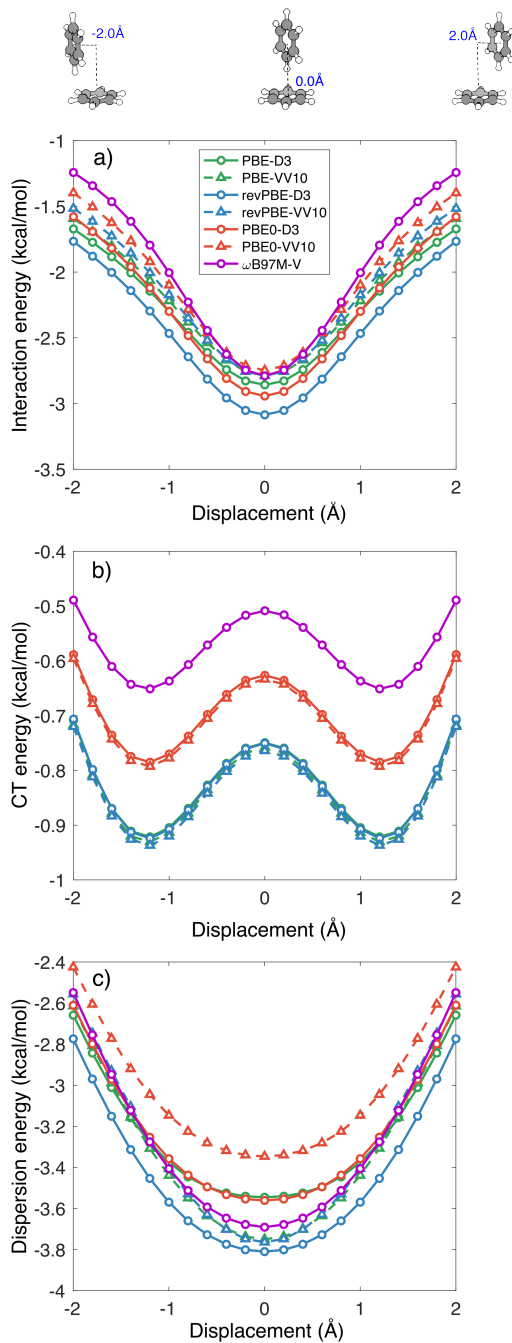 -2.0Å
0.0Å
2.0Å
a)
PBE-D3
PBE-VV10
revPBE-D3
revPBE-VV10
PBE0-D3
PBE0-VV10
ωB97M-V
Interaction energy (kcal/mol)
-1
-1.5
-2
-2.5
-3
-3.5
-2
-1
0
1
2
Displacement (Å)
b)
CT energy (kcal/mol)
-0.4
-0.5
-0.6
-0.7
-0.8
-0.9
-1
-2
-1
0
1
2
Displacement (Å)
c)
Dispersion energy (kcal/mol)
-2.4
-2.6
-2.8
-3
-3.2
-3.4
-3.6
-3.8
-4
-2
-1
0
1
2
Displacement (Å)